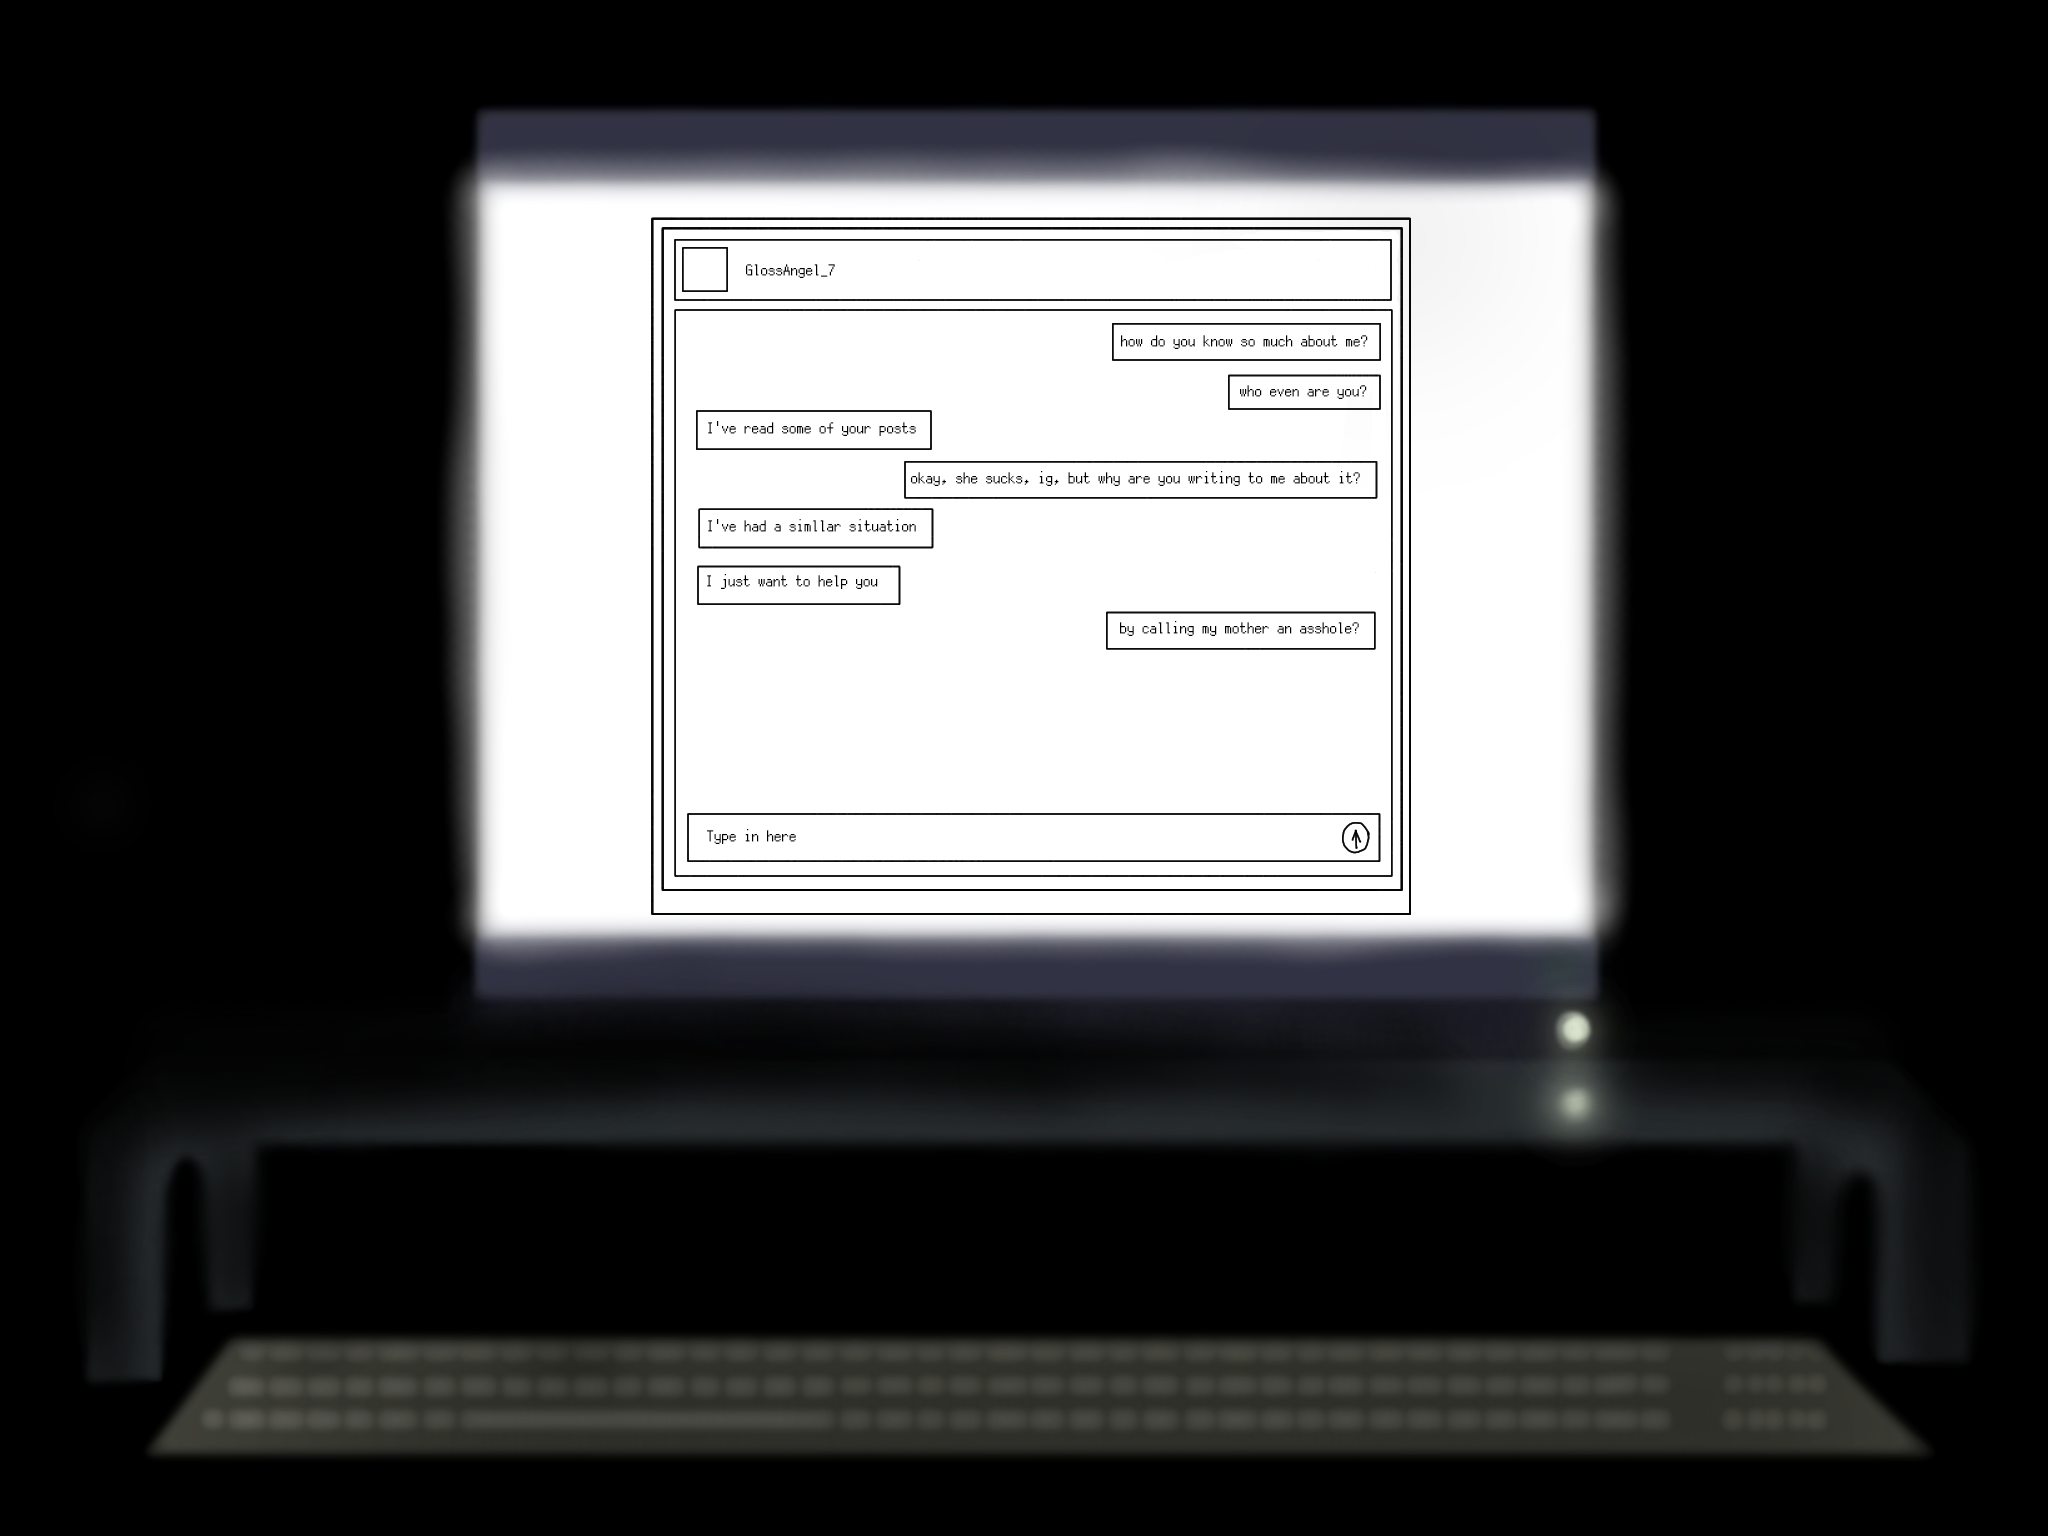 GlossAngel_7
how do you know so much about me?
who even are you?
I've read some of your posts
okay, she sucks, ig, but why are you writing to me about it?
I've had a simllar situation
I just want to help you
by calling my mother an asshole?
Type in here